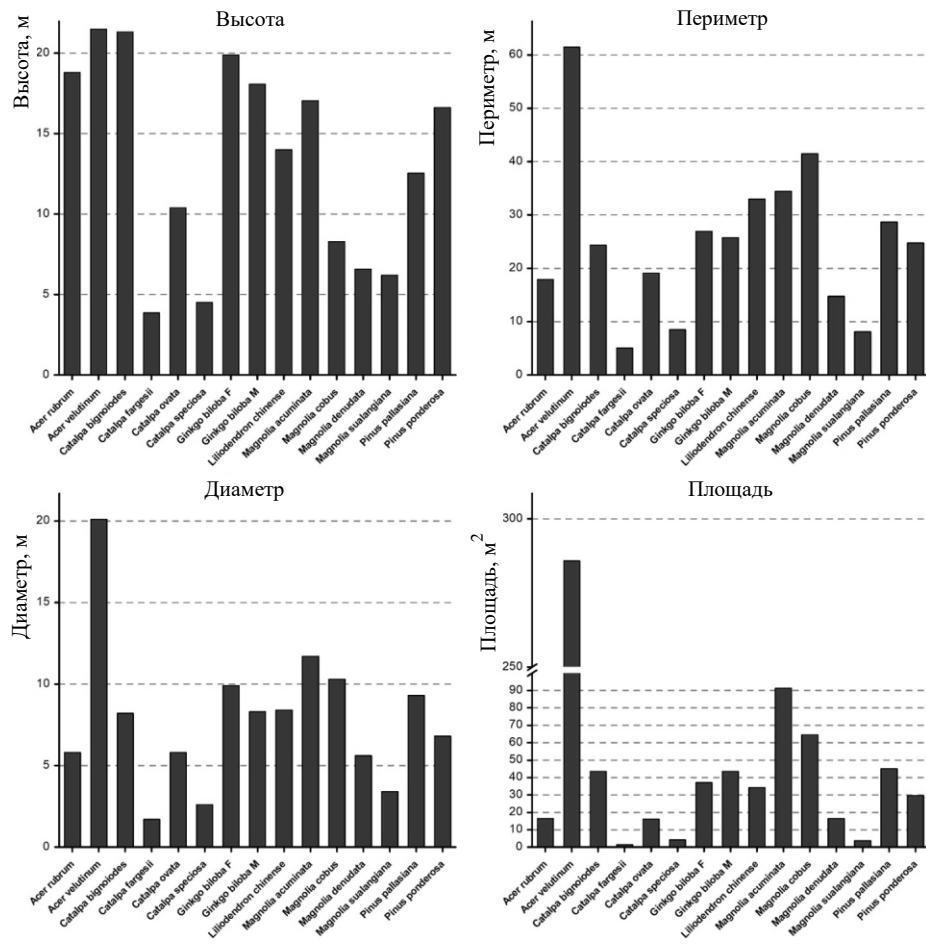 Высота
Высота, м
20
15
10
5
0
Acer rubrum
Acer velutinum
Catalpa bignoiodes
Catalpa fargesii
Catalpa ovata
Catalpa speciosa
Ginkgo biloba F
Ginkgo biloba M
Liliodendron chinense
Magnolia acuminata
Magnolia cobus
Magnolia denudata
Magnolia sualangiana
Pinus pallasiana
Pinus ponderosa
Периметр
Периметр, м
60
50
40
30
20
10
0
Acer rubrum
Acer velutinum
Catalpa bignoiodes
Catalpa fargesii
Catalpa ovata
Catalpa speciosa
Ginkgo biloba F
Ginkgo biloba M
Liliodendron chinense
Magnolia acuminata
Magnolia cobus
Magnolia denudata
Magnolia sualangiana
Pinus pallasiana
Pinus ponderosa
Диаметр
Диаметр, м
20
15
10
5
0
Acer rubrum
Acer velutinum
Catalpa bignoiodes
Catalpa fargesii
Catalpa ovata
Catalpa speciosa
Ginkgo biloba F
Ginkgo biloba M
Liliodendron chinense
Magnolia acuminata
Magnolia cobus
Magnolia denudata
Magnolia sualangiana
Pinus pallasiana
Pinus ponderosa
Площадь
Площадь, м²
300
250
90
80
70
60
50
40
30
20
10
0
Acer rubrum
Acer velutinum
Catalpa bignoiodes
Catalpa fargesii
Catalpa ovata
Catalpa speciosa
Ginkgo biloba F
Ginkgo biloba M
Liliodendron chinense
Magnolia acuminata
Magnolia cobus
Magnolia denudata
Magnolia sualangiana
Pinus pallasiana
Pinus ponderosa